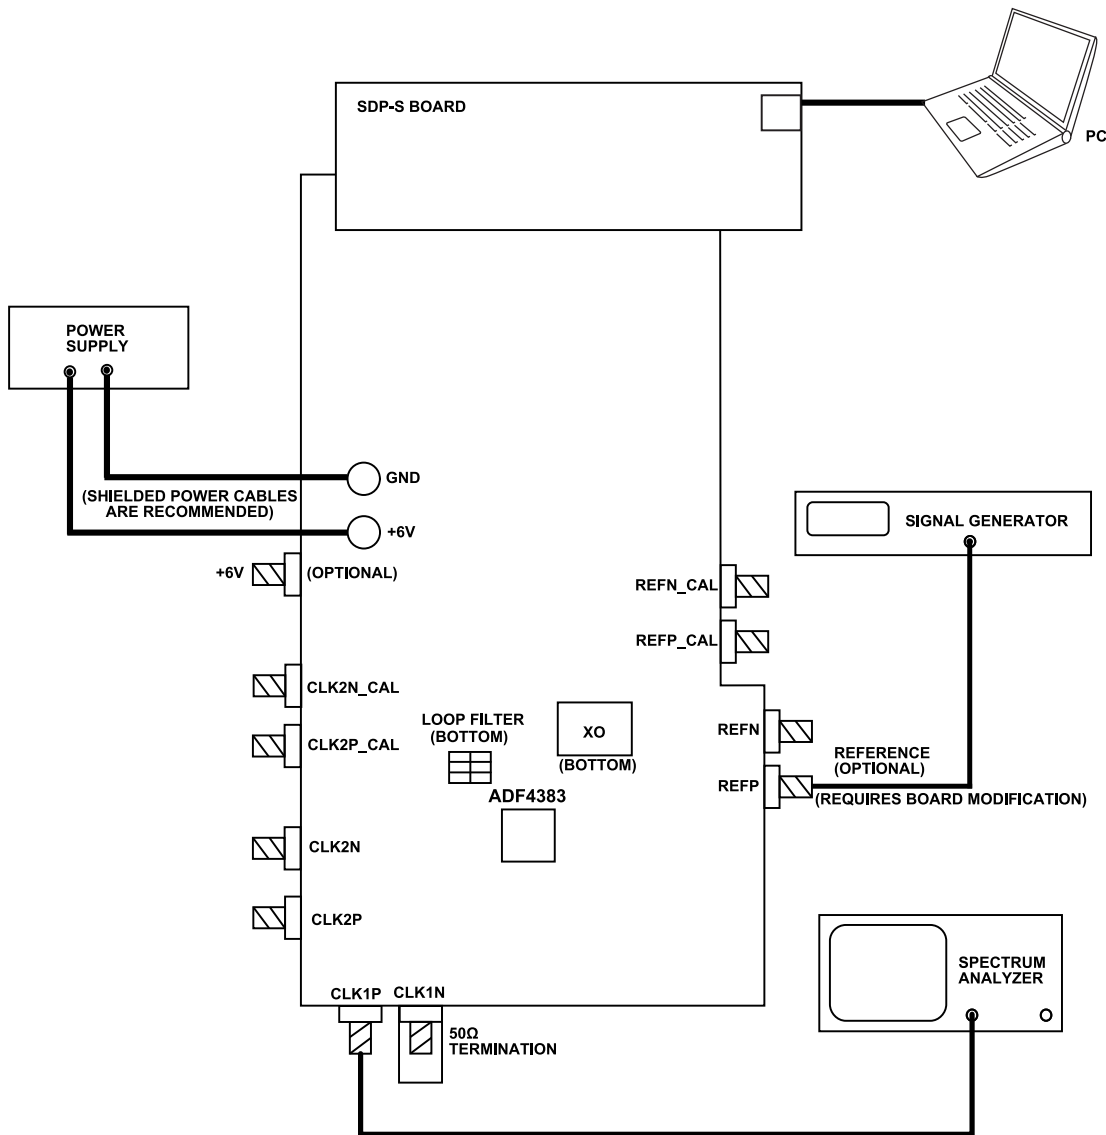 SDP-S BOARD
PC
POWER
SUPPLY
GND
(SHIELDED POWER CABLES
ARE RECOMMENDED)
+6V
+6V
(OPTIONAL)
SIGNAL GENERATOR
REFN_CAL
REFP_CAL
CLK2N_CAL
CLK2P_CAL
LOOP FILTER
(BOTTOM)
XO
(BOTTOM)
REFN
REFP
REFERENCE
(OPTIONAL)
(REQUIRES BOARD MODIFICATION)
ADF4383
CLK2N
CLK2P
SPECTRUM
ANALYZER
CLK1P
CLK1N
50Ω
TERMINATION